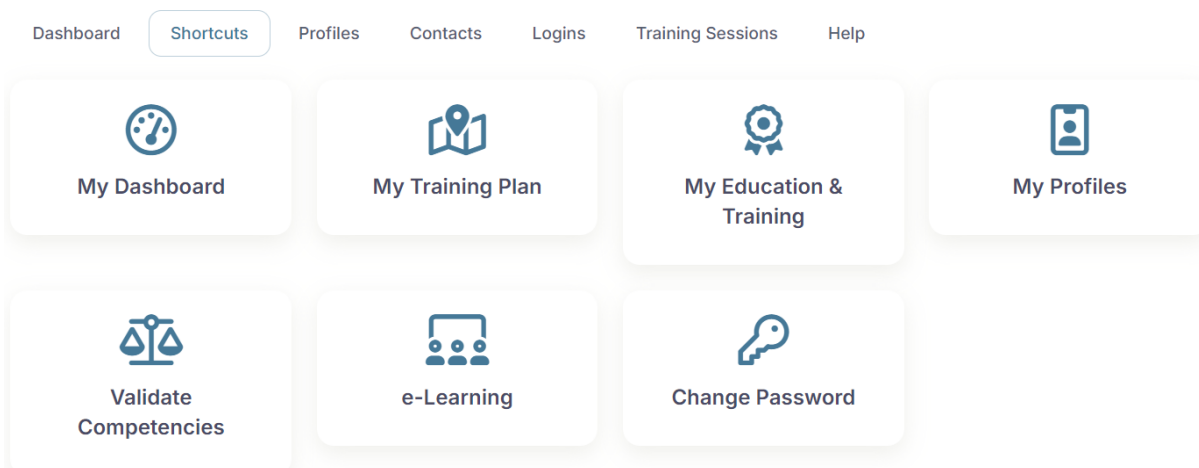 Dashboard
Shortcuts
Profiles
Contacts
Logins
Training Sessions
Help
My Dashboard
My Training Plan
My Education &
Training
My Profiles
Validate
Competencies
e-Learning
Change Password